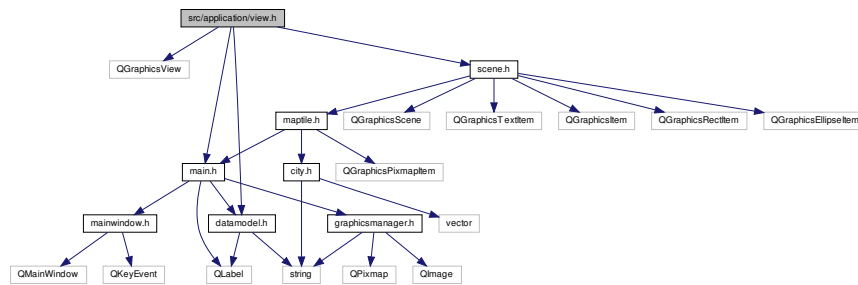 src/application/view.h
QGraphicsView
scene.h
maptile.h
QGraphicsScene
QGraphicsTextItem
QGraphicsItem
QGraphicsRectItem
QGraphicsEllipseItem
main.h
city.h
QGraphicsPixmapItem
mainwindow.h
datamodel.h
graphicsmanager.h
vector
QMainWindow
QKeyEvent
QLabel
string
QPixmap
QImage